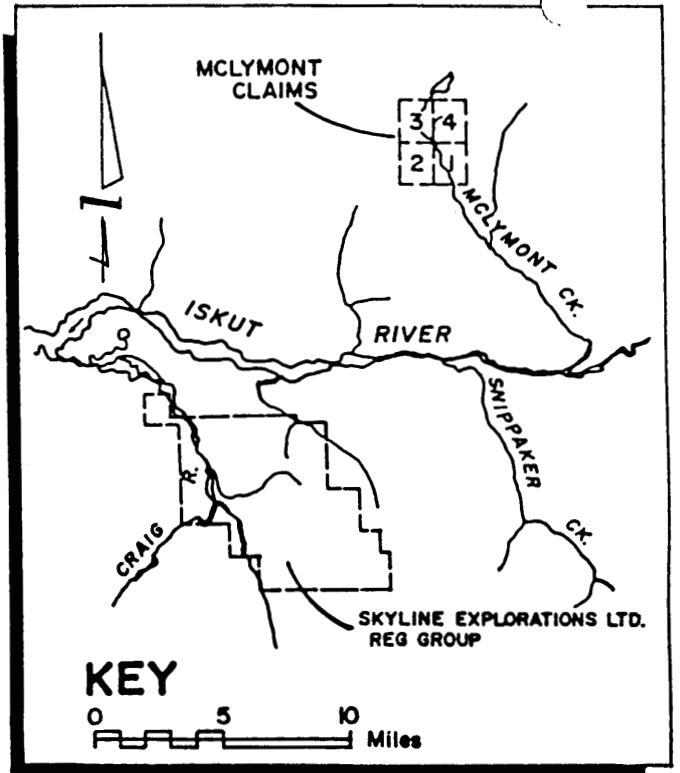 MCLYMONT
CLAIMS
3 4
2 1
MCLYMONT CK.
ISKUT RIVER
SNIPPAKER CK.
CRAIG R.
SKYLINE EXPLORATIONS LTD.
REG GROUP
KEY
0 5 10
Miles